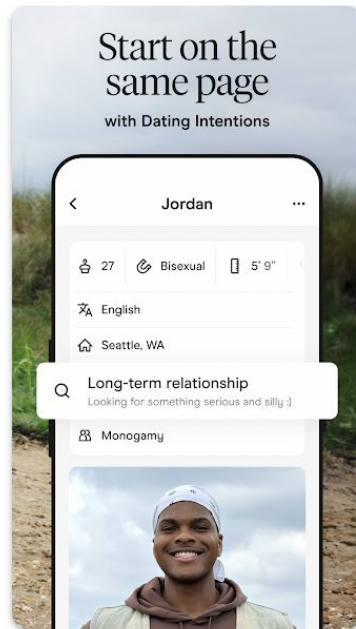 Start on the
same page
with Dating Intentions
Jordan
27
Bisexual
5' 9"
English
Seattle, WA
Long-term relationship
Looking for something serious and silly :)
Monogamy